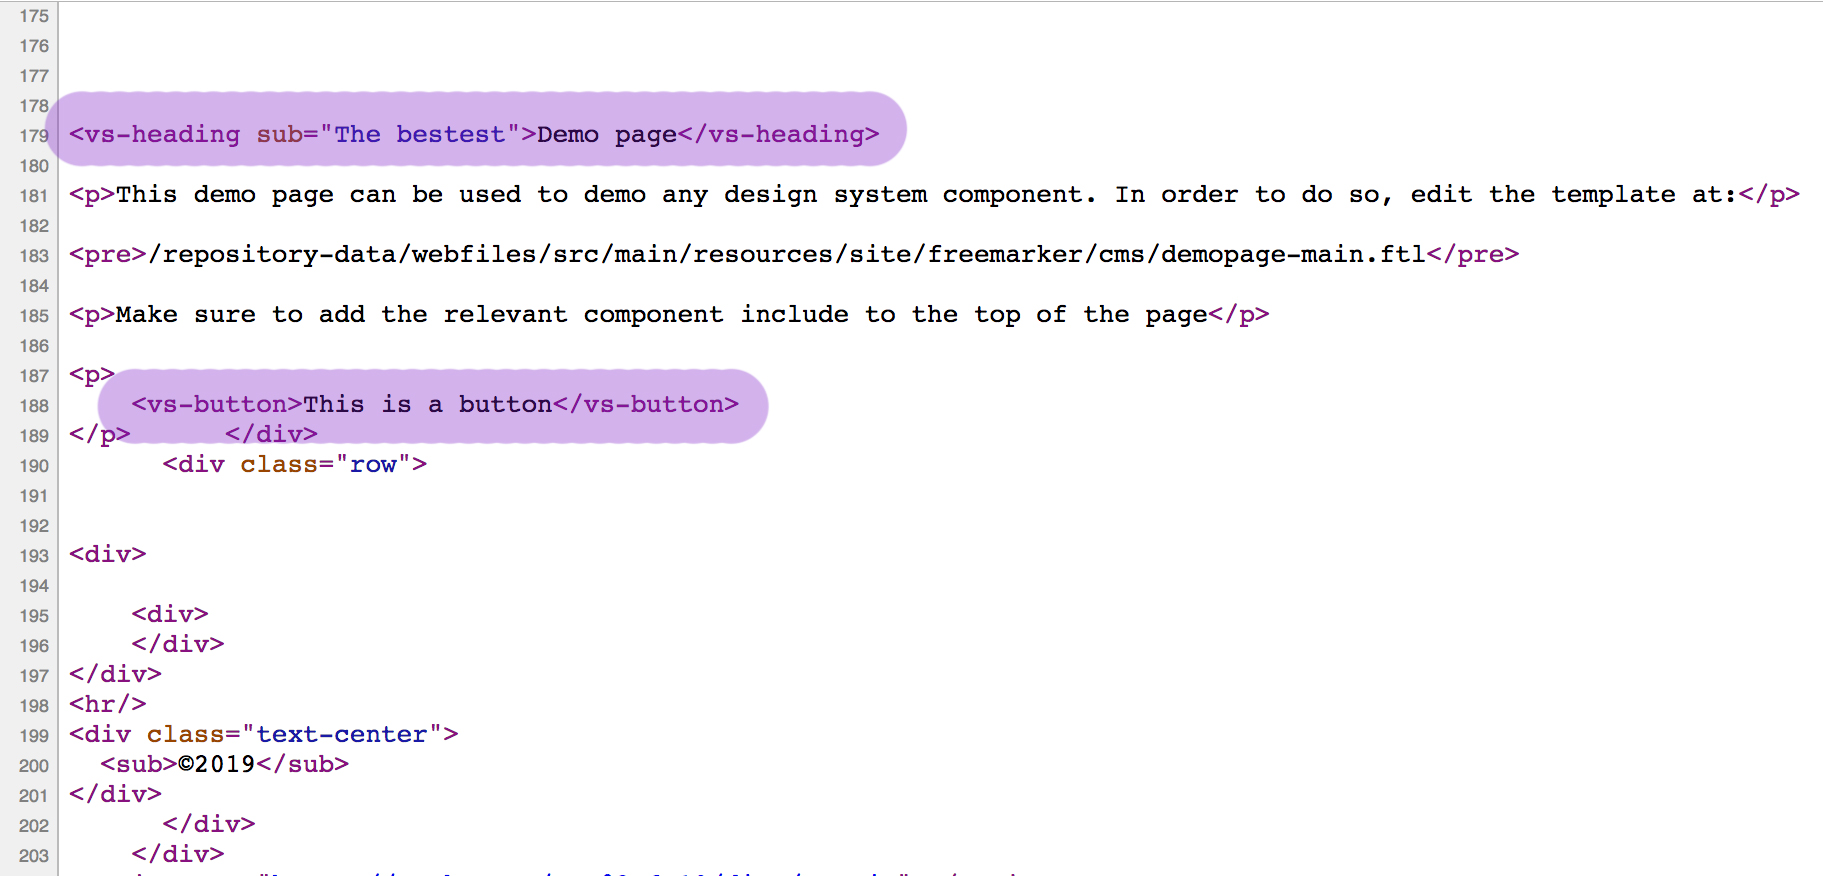 175
176
177
178
179 <vs-heading sub="The bestest">Demo page</vs-heading>
180
181 <p>This demo page can be used to demo any design system component. In order to do so, edit the template at:</p>
182
183 <pre>/repository-data/webfiles/src/main/resources/site/freemarker/cms/demopage-main.ftl</pre>
184
185 <p>Make sure to add the relevant component include to the top of the page</p>
186
187 <p>
188     <vs-button>This is a button</vs-button>
189 </p>      </div>
190       <div class="row">
191
192
193 <div>
194
195     <div>
196     </div>
197 </div>
198 <hr/>
199 <div class="text-center">
200   <sub>©2019</sub>
201 </div>
202       </div>
203     </div>